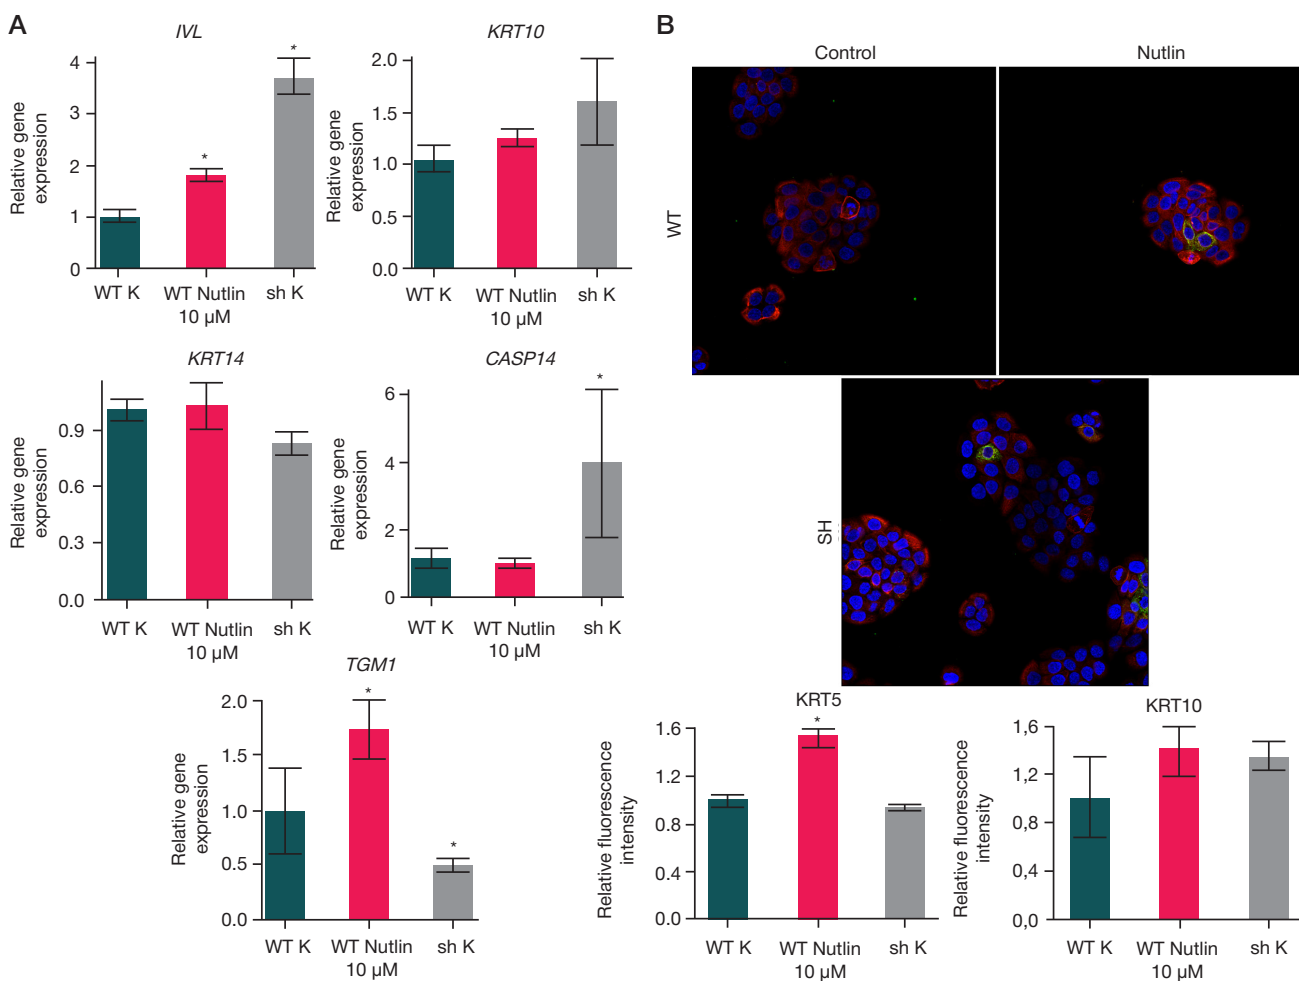 A
B
IVL
Relative gene
expression
4
3
2
1
0
*
*
WT K
WT Nutlin
10 µM
sh K
KRT10
Relative gene
expression
2.0
1.5
1.0
0.5
0.0
WT K
WT Nutlin
10 µM
sh K
KRT14
Relative gene
expression
0.9
0.6
0.3
0.0
WT K
WT Nutlin
10 µM
sh K
CASP14
Relative gene
expression
6
4
2
0
*
WT K
WT Nutlin
10 µM
sh K
TGM1
Relative gene
expression
2.0
1.5
1.0
0.5
0.0
*
*
WT K
WT Nutlin
10 µM
sh K
Control
Nutlin
WT
SH
KRT5
Relative fluorescence
intensity
1.6
1.2
0.8
0.4
0.0
*
WT K
WT Nutlin
10 µM
sh K
KRT10
Relative fluorescence
intensity
1.6
1.2
0.8
0.4
0,0
WT K
WT Nutlin
10 µM
sh K